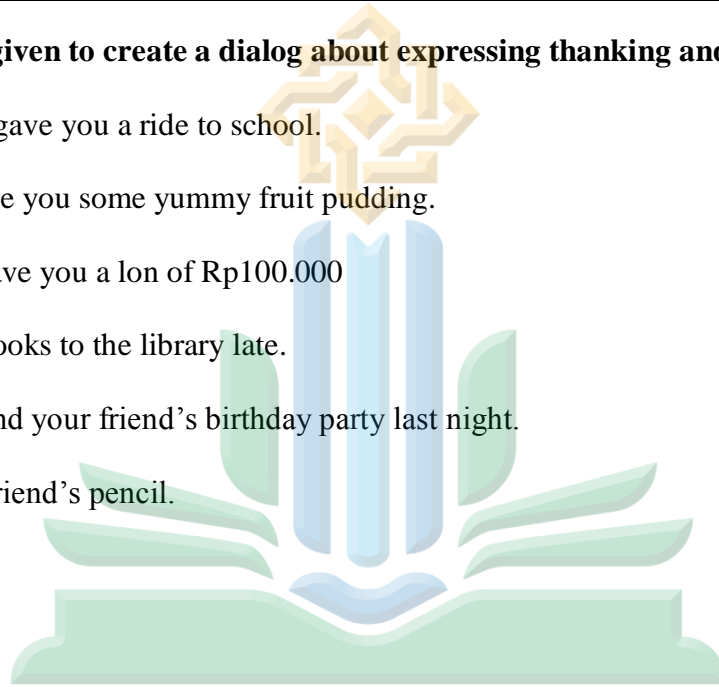 given to create a dialog about expressing thanking and
gave you a ride to school.
e you some yummy fruit pudding.
ave you a lon of Rp100.000
ooks to the library late.
nd your friend's birthday party last night.
riend's pencil.